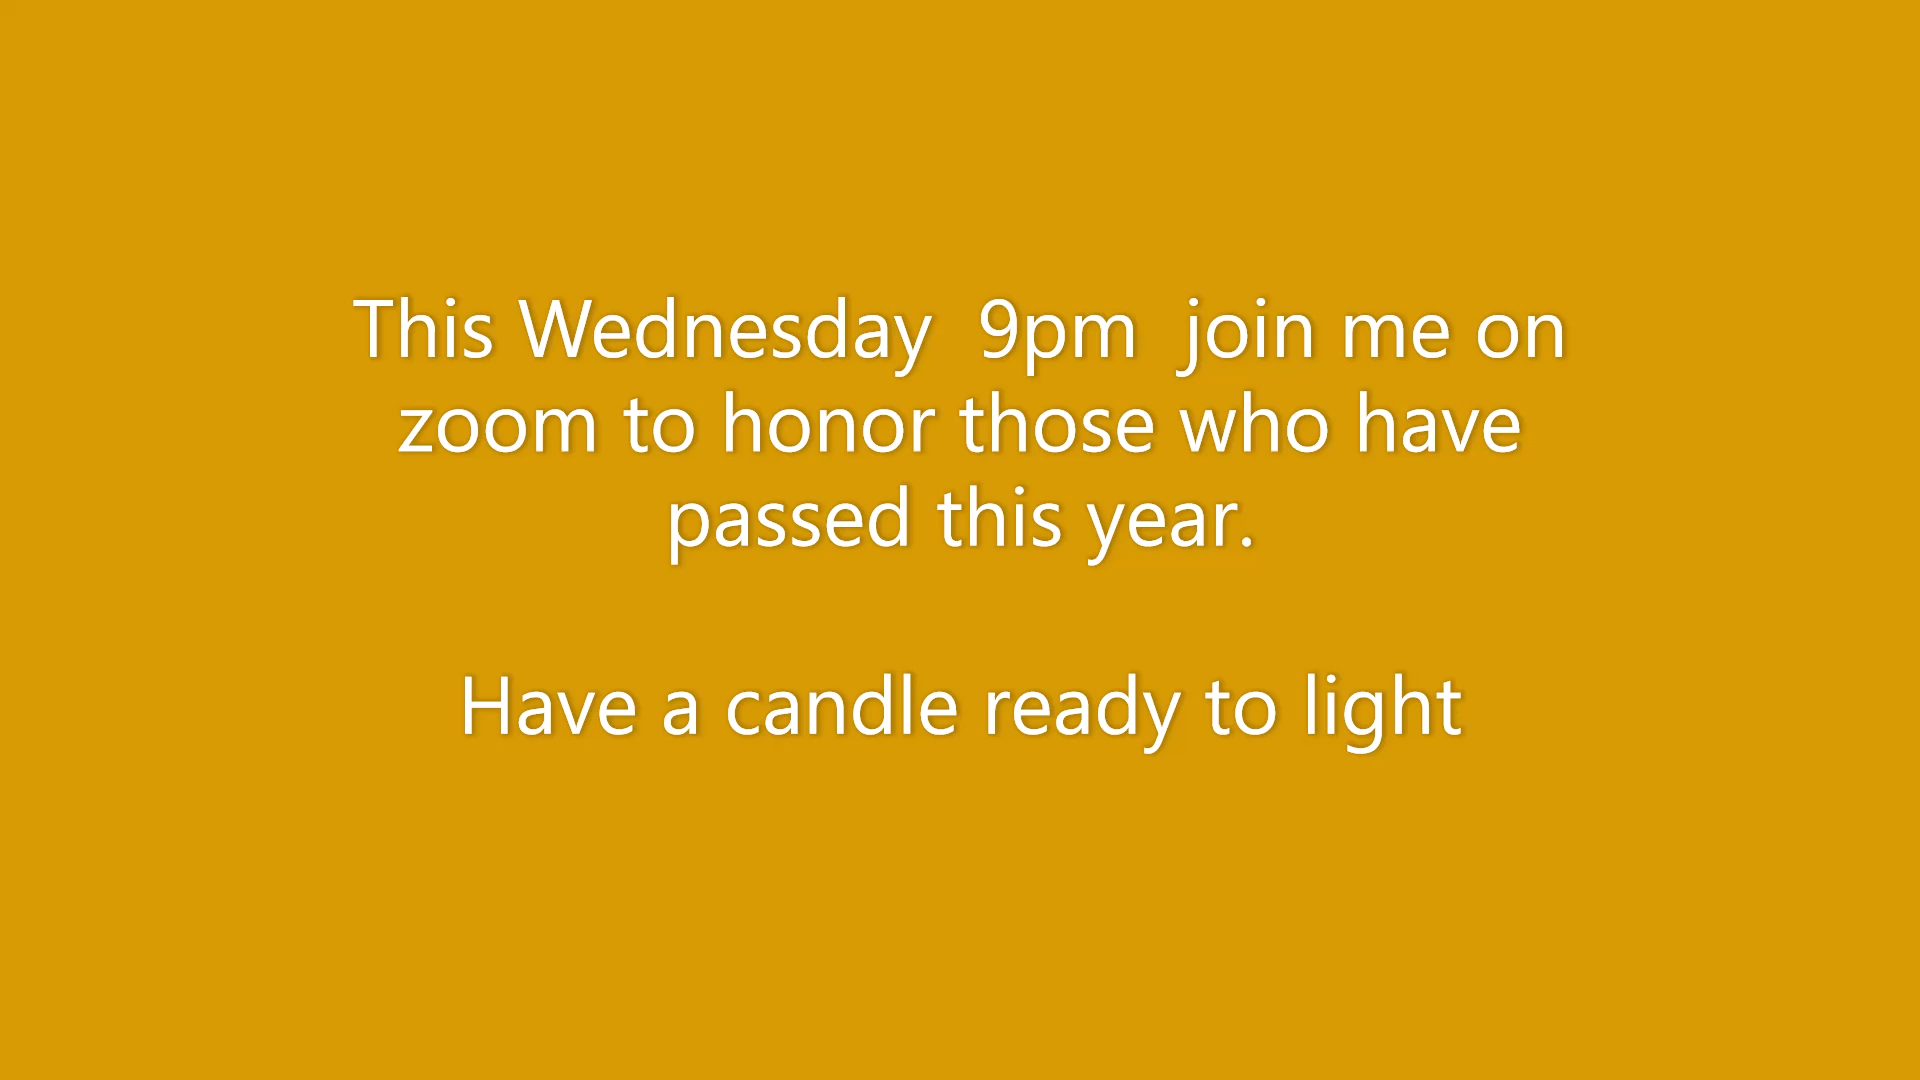 This Wednesday  9pm  join me on
zoom to honor those who have
passed this year.
Have a candle ready to light